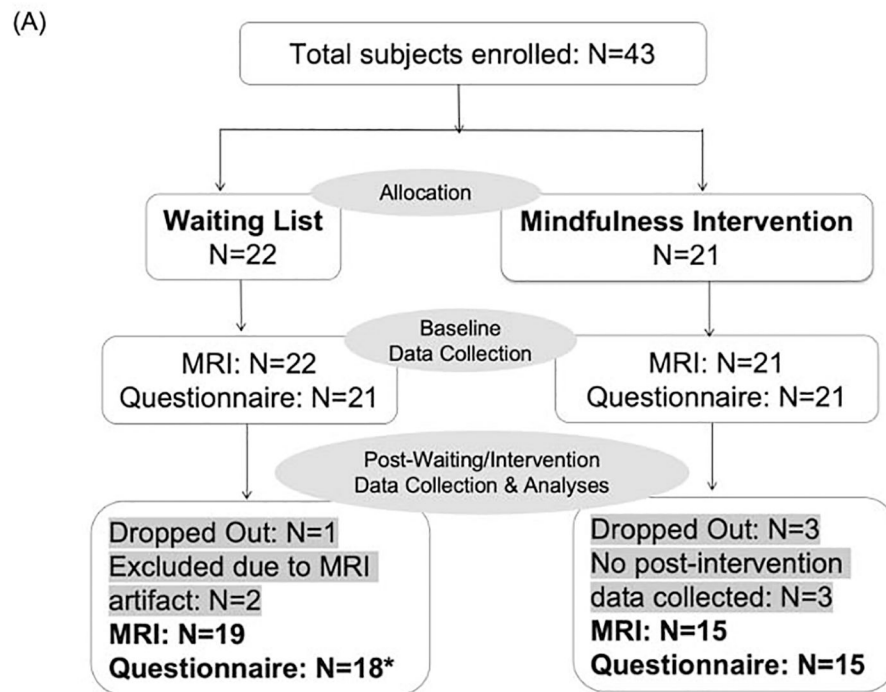 (A)
Total subjects enrolled: N=43
Allocation
Waiting List
N=22
Mindfulness Intervention
N=21
Baseline
Data Collection
MRI: N=22
Questionnaire: N=21
MRI: N=21
Questionnaire: N=21
Post-Waiting/Intervention
Data Collection & Analyses
Dropped Out: N=1
Excluded due to MRI
artifact: N=2
MRI: N=19
Questionnaire: N=18*
Dropped Out: N=3
No post-intervention
data collected: N=3
MRI: N=15
Questionnaire: N=15